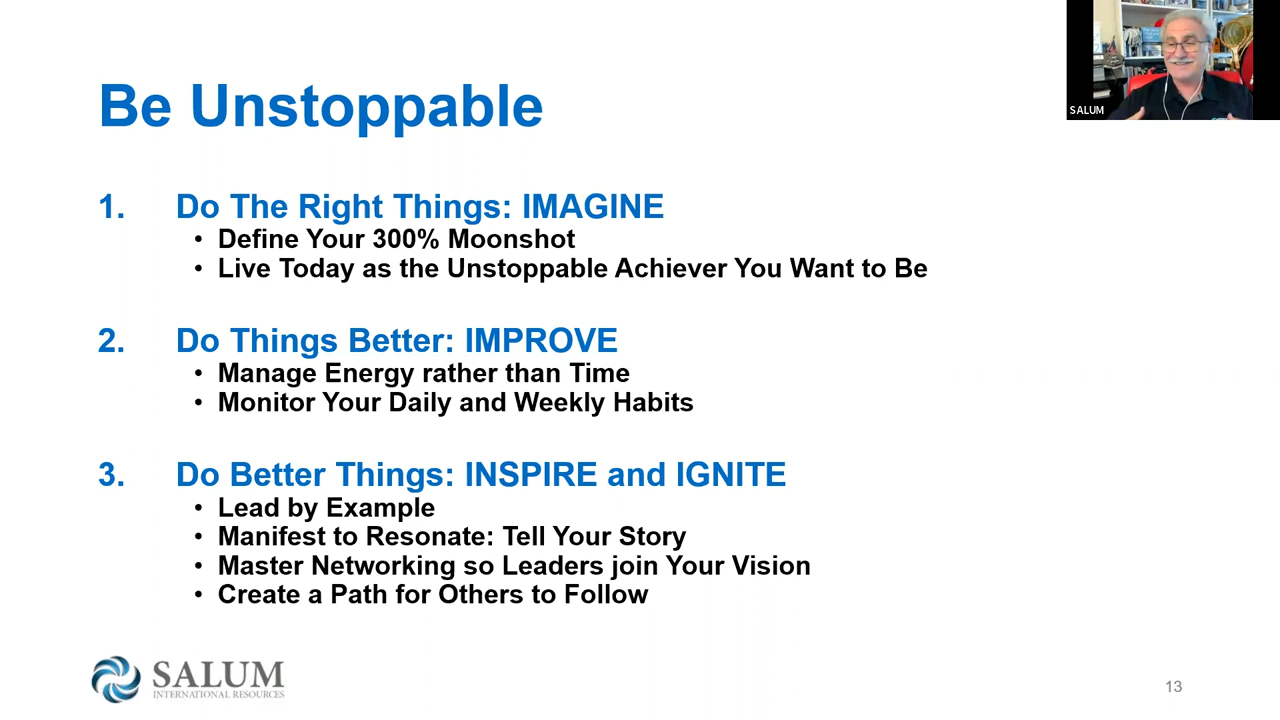 SALUM
Be Unstoppable
1. Do The Right Things: IMAGINE
• Define Your 300% Moonshot
• Live Today as the Unstoppable Achiever You Want to Be
2. Do Things Better: IMPROVE
• Manage Energy rather than Time
• Monitor Your Daily and Weekly Habits
3. Do Better Things: INSPIRE and IGNITE
• Lead by Example
• Manifest to Resonate: Tell Your Story
• Master Networking so Leaders join Your Vision
• Create a Path for Others to Follow
SALUM
INTERNATIONAL RESOURCES
13